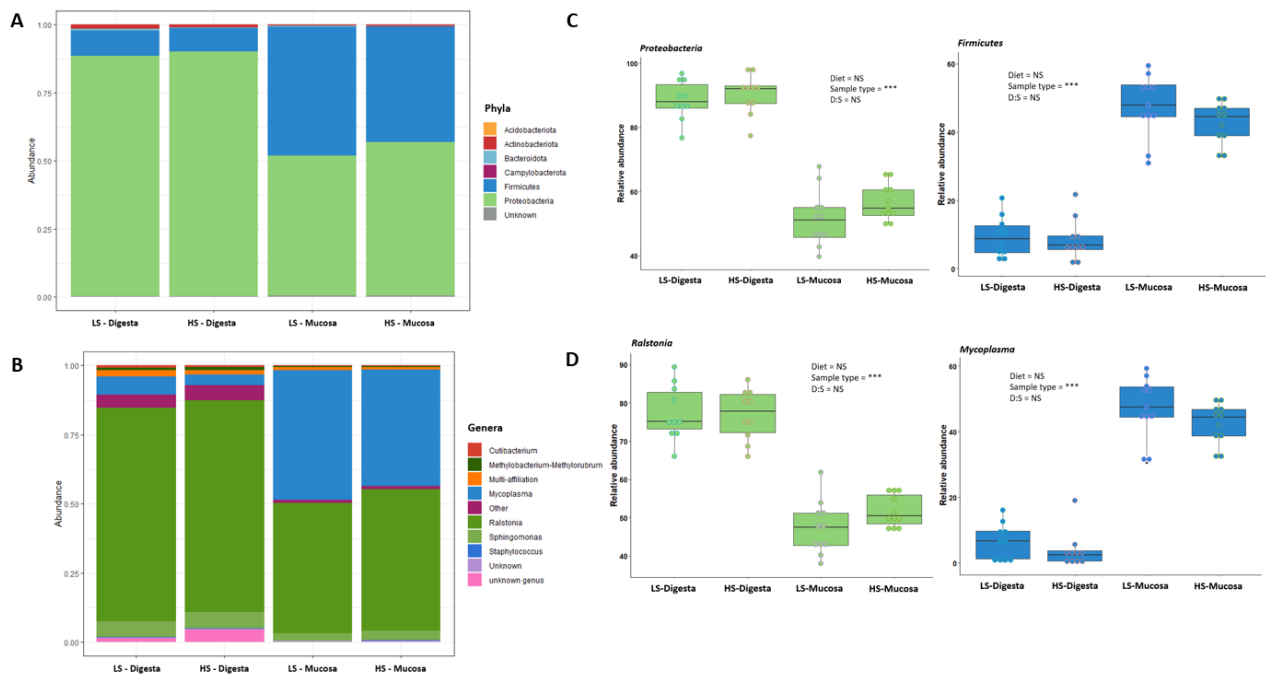 A
1.00
0.75
0.50
0.25
0.00
Abundance
LS - Digesta
HS - Digesta
LS - Mucosa
HS - Mucosa
Phyla
Acidobacteriota
Actinobacteriota
Bacteroidota
Campylobacterota
Firmicutes
Proteobacteria
Unknown
B
1.00
0.75
0.50
0.25
0.00
Abundance
LS - Digesta
HS - Digesta
LS - Mucosa
HS - Mucosa
Genera
Cutibacterium
Methylobacterium-Methylorubrum
Multi-affiliation
Mycoplasma
Other
Ralstonia
Sphingomonas
Staphylococcus
Unknown
unknown genus
C
Proteobacteria
Diet = NS
Sample type = ***
D:S = NS
100
80
60
40
Relative abundance
LS-Digesta
HS-Digesta
LS-Mucosa
HS-Mucosa
Firmicutes
Diet = NS
Sample type = ***
D:S = NS
60
40
20
0
Relative abundance
LS-Digesta
HS-Digesta
LS-Mucosa
HS-Mucosa
D
Ralstonia
Diet = NS
Sample type = ***
D:S = NS
90
80
70
60
50
40
Relative abundance
LS-Digesta
HS-Digesta
LS-Mucosa
HS-Mucosa
Mycoplasma
Diet = NS
Sample type = ***
D:S = NS
60
40
20
0
Relative abundance
LS-Digesta
HS-Digesta
LS-Mucosa
HS-Mucosa